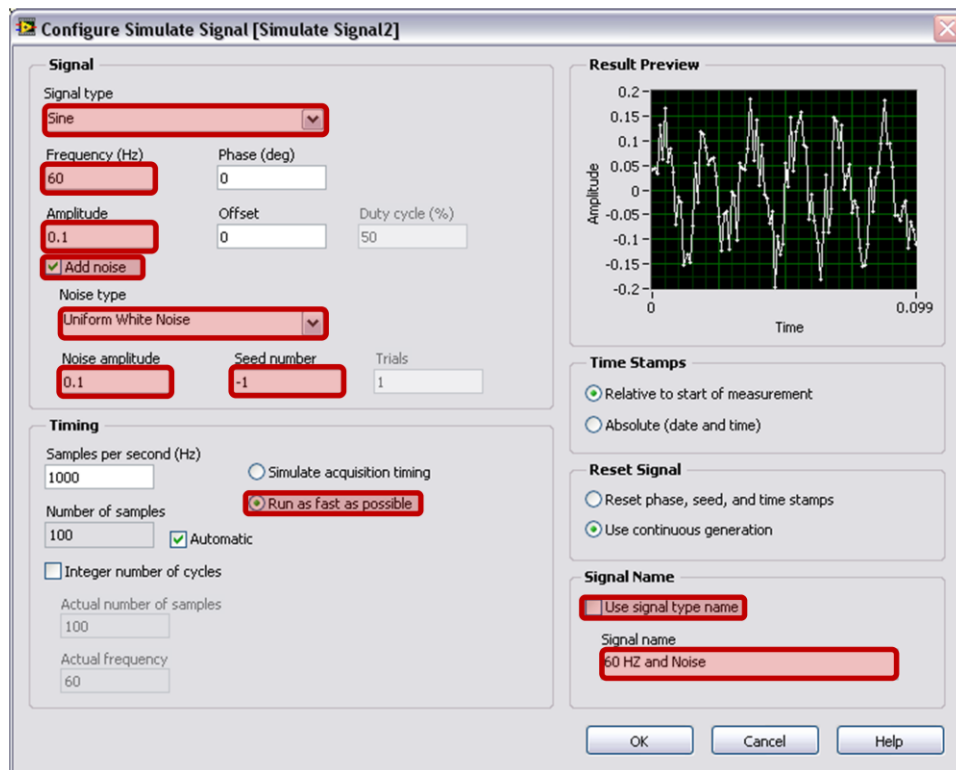 Configure Simulate Signal [Simulate Signal2]
Signal
Signal type
Sine
Frequency (Hz)
Phase (deg)
60
0
Amplitude
Offset
Duty cycle (%)
0.1
0
50
Add noise
Noise type
Uniform White Noise
Noise amplitude
Seed number
Trials
0.1
-1
1
Timing
Samples per second (Hz)
1000
Simulate acquisition timing
Run as fast as possible
Number of samples
100
Automatic
Integer number of cycles
Actual number of samples
100
Actual frequency
60
Result Preview
0.2
0.15
0.1
0.05
0
-0.05
-0.1
-0.15
-0.2
Amplitude
0
0.099
Time
Time Stamps
Relative to start of measurement
Absolute (date and time)
Reset Signal
Reset phase, seed, and time stamps
Use continuous generation
Signal Name
Use signal type name
Signal name
60 HZ and Noise
OK
Cancel
Help